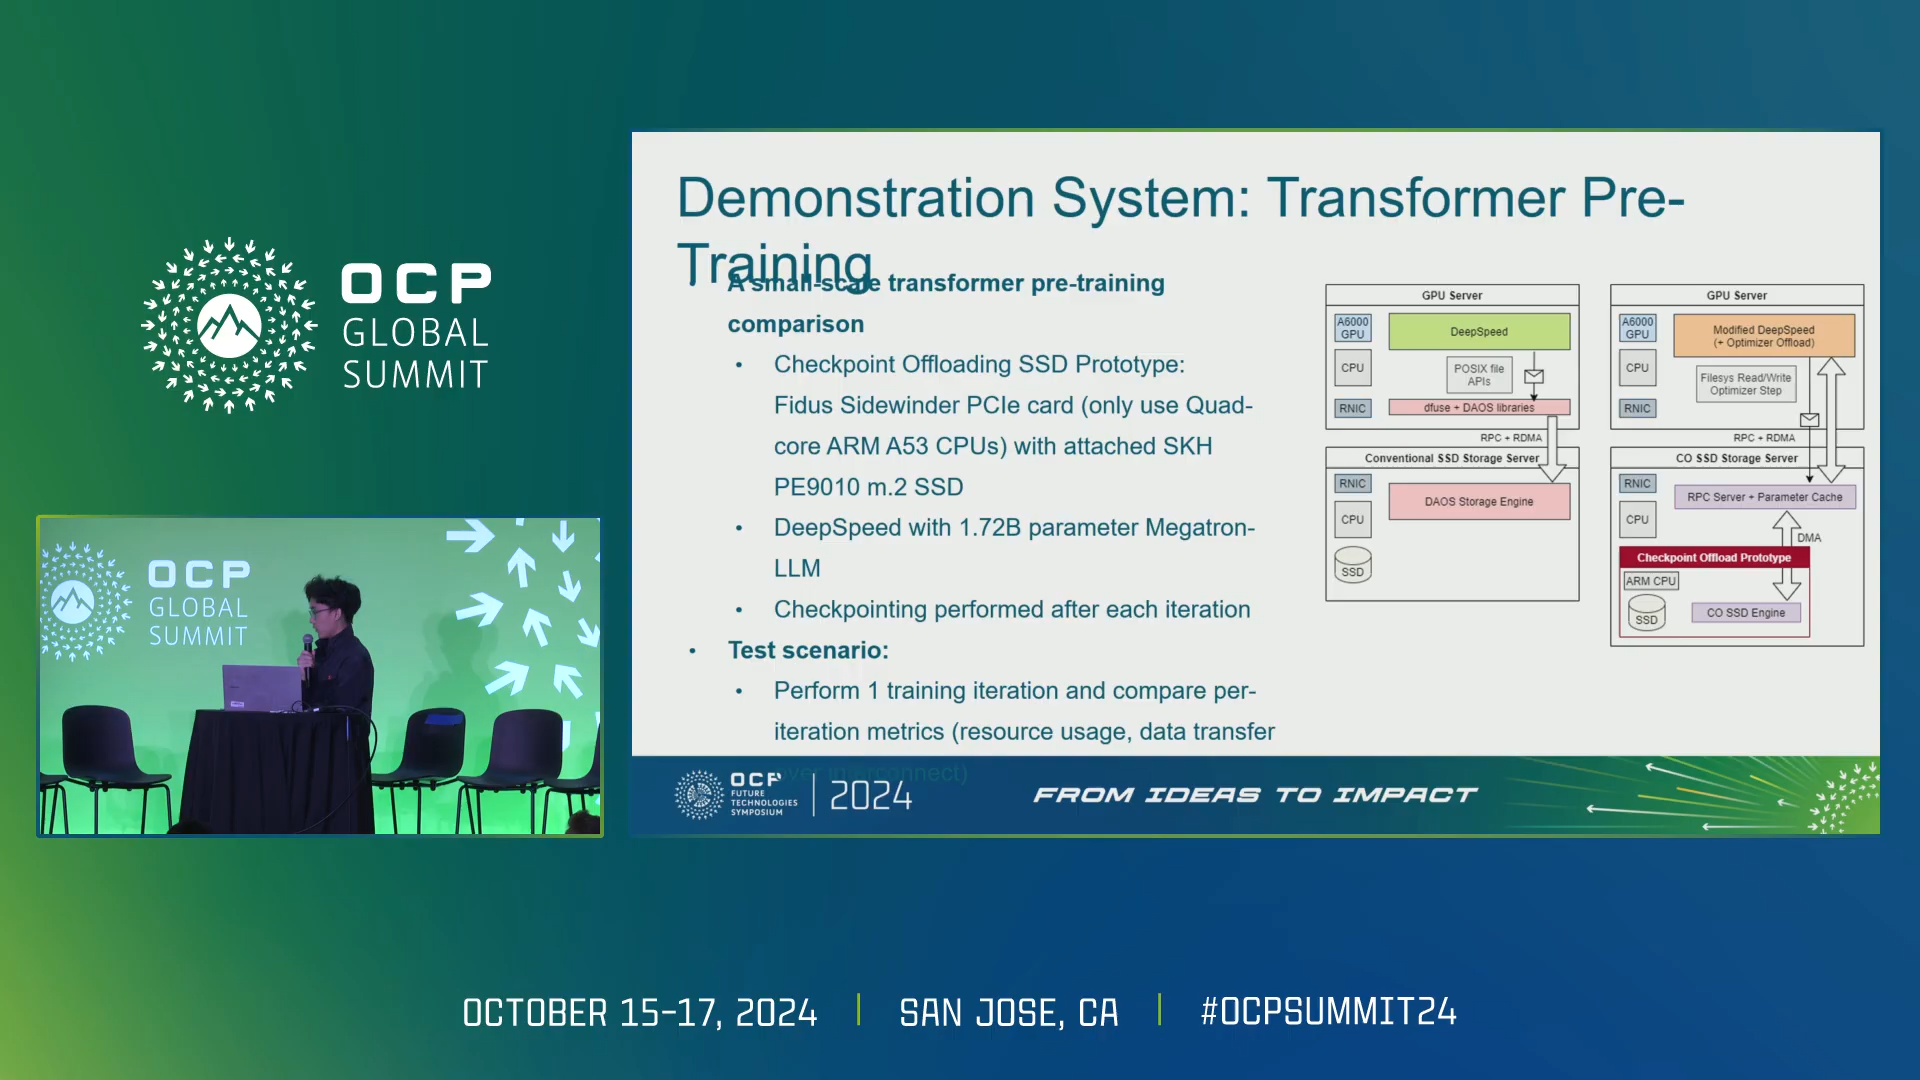 OCP
GLOBAL
SUMMIT
OCP
GLOBAL
SUMMIT
Demonstration System: Transformer Pre-
Training
• A small-scale transformer pre-training
comparison
• Checkpoint Offloading SSD Prototype:
Fidus Sidewinder PCIe card (only use Quad-
core ARM A53 CPUs) with attached SKH
PE9010 m.2 SSD
• DeepSpeed with 1.72B parameter Megatron-
LLM
• Checkpointing performed after each iteration
• Test scenario:
• Perform 1 training iteration and compare per-
iteration metrics (resource usage, data transfer
over interconnect)
GPU Server
A6000
GPU
DeepSpeed
CPU
POSIX file
APIs
RNIC
dfuse + DAOS libraries
RPC + RDMA
Conventional SSD Storage Server
RNIC
DAOS Storage Engine
CPU
SSD
GPU Server
A6000
GPU
Modified DeepSpeed
(+ Optimizer Offload)
CPU
Filesys Read/Write
Optimizer Step
RNIC
RPC + RDMA
CO SSD Storage Server
RNIC
RPC Server + Parameter Cache
CPU
DMA
Checkpoint Offload Prototype
ARM CPU
SSD
CO SSD Engine
OCP
FUTURE
TECHNOLOGIES
SYMPOSIUM
2024
FROM IDEAS TO IMPACT
OCTOBER 15-17, 2024
SAN JOSE, CA
#OCPSUMMIT24